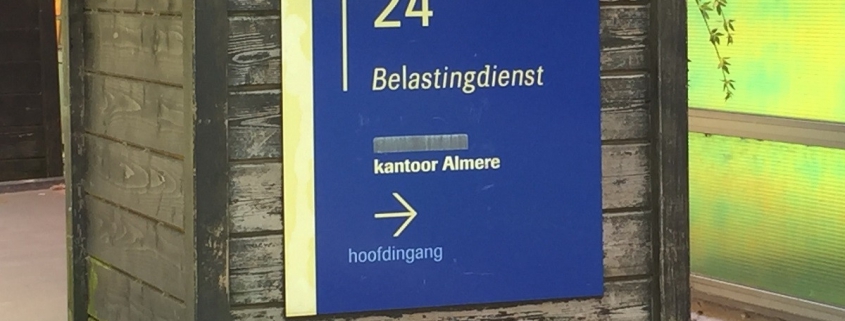 24
Belastingdienst
kantoor Almere
hoofdingang